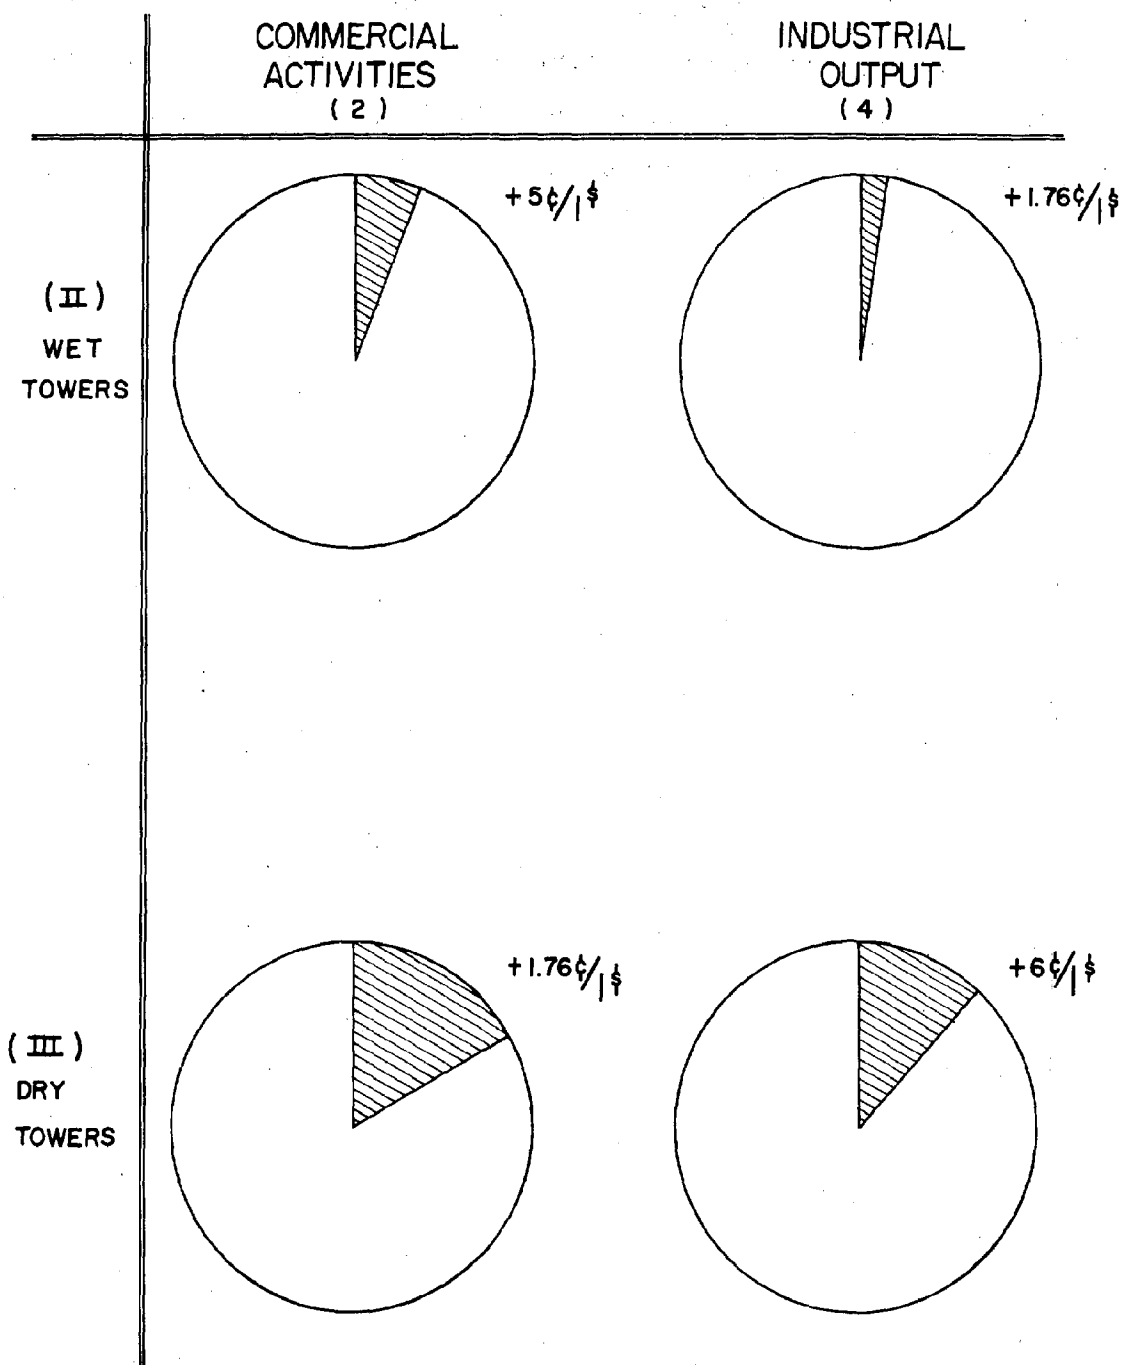 COMMERCIAL
ACTIVITIES
(2)
INDUSTRIAL
OUTPUT
(4)
(II)
WET
TOWERS
+5¢/1$
+1.76¢/1$
(III)
DRY
TOWERS
+1.76¢/1$
+6¢/1$